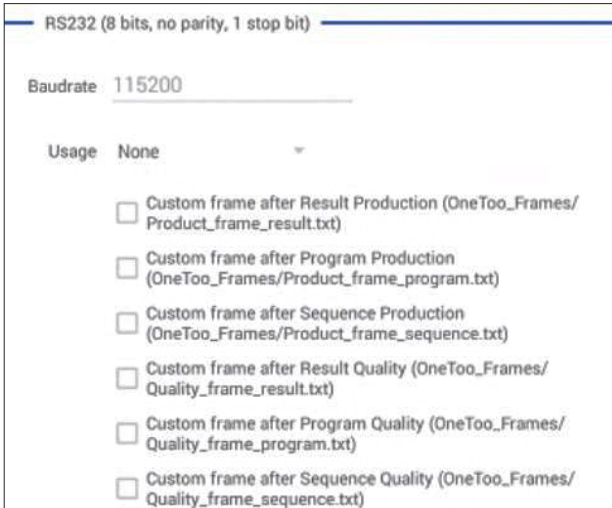 RS232 (8 bits, no parity, 1 stop bit)
Baudrate 115200
Usage None
Custom frame after Result Production (OneToo_Frames/
Product_frame_result.txt)
Custom frame after Program Production
(OneToo_Frames/Product_frame_program.txt)
Custom frame after Sequence Production
(OneToo_Frames/Product_frame_sequence.txt)
Custom frame after Result Quality (OneToo_Frames/
Quality_frame_result.txt)
Custom frame after Program Quality (OneToo_Frames/
Quality_frame_program.txt)
Custom frame after Sequence Quality (OneToo_Frames/
Quality_frame_sequence.txt)